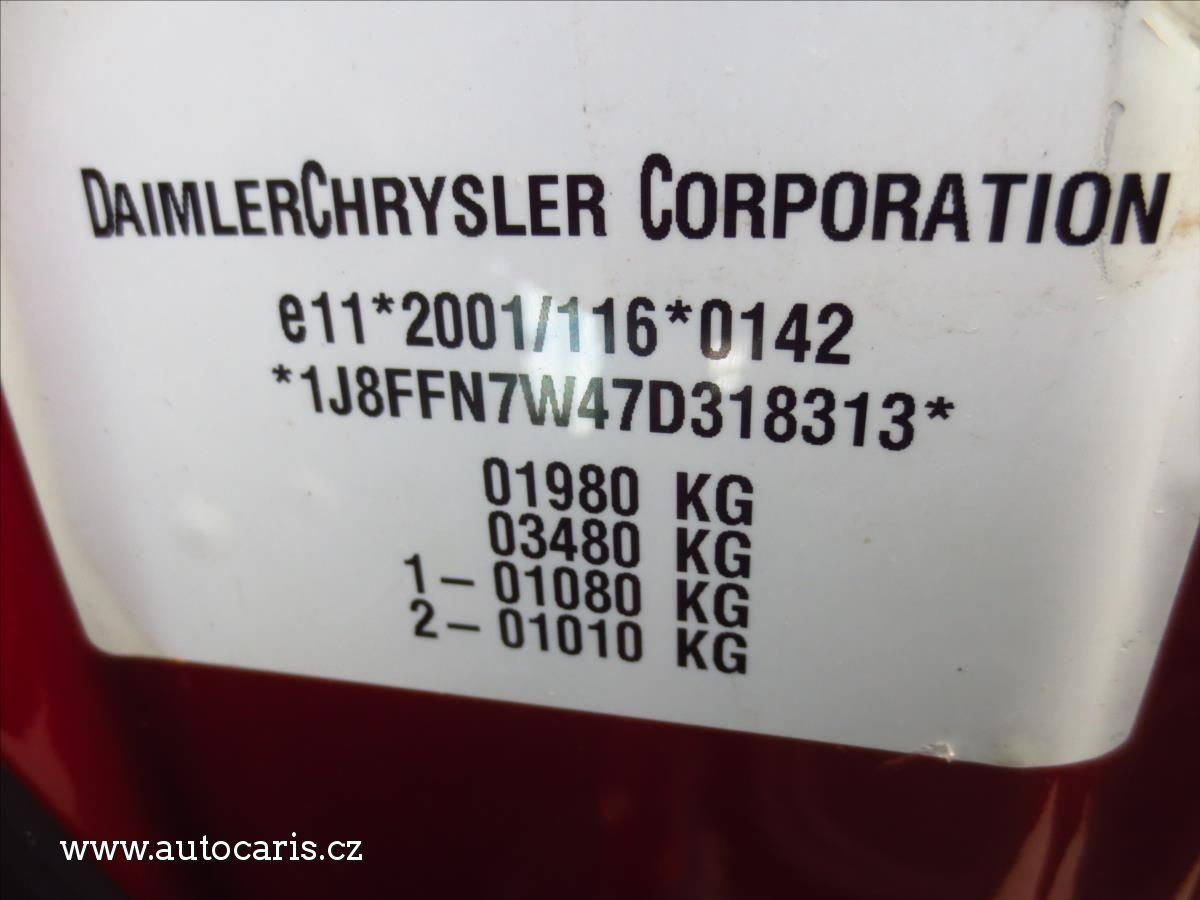 DAIMLERCHRYSLER CORPORATION
e11*2001/116*0142
*1J8FFN7W47D318313*
01980 KG
03480 KG
1– 01080 KG
2– 01010 KG
www.autocaris.cz